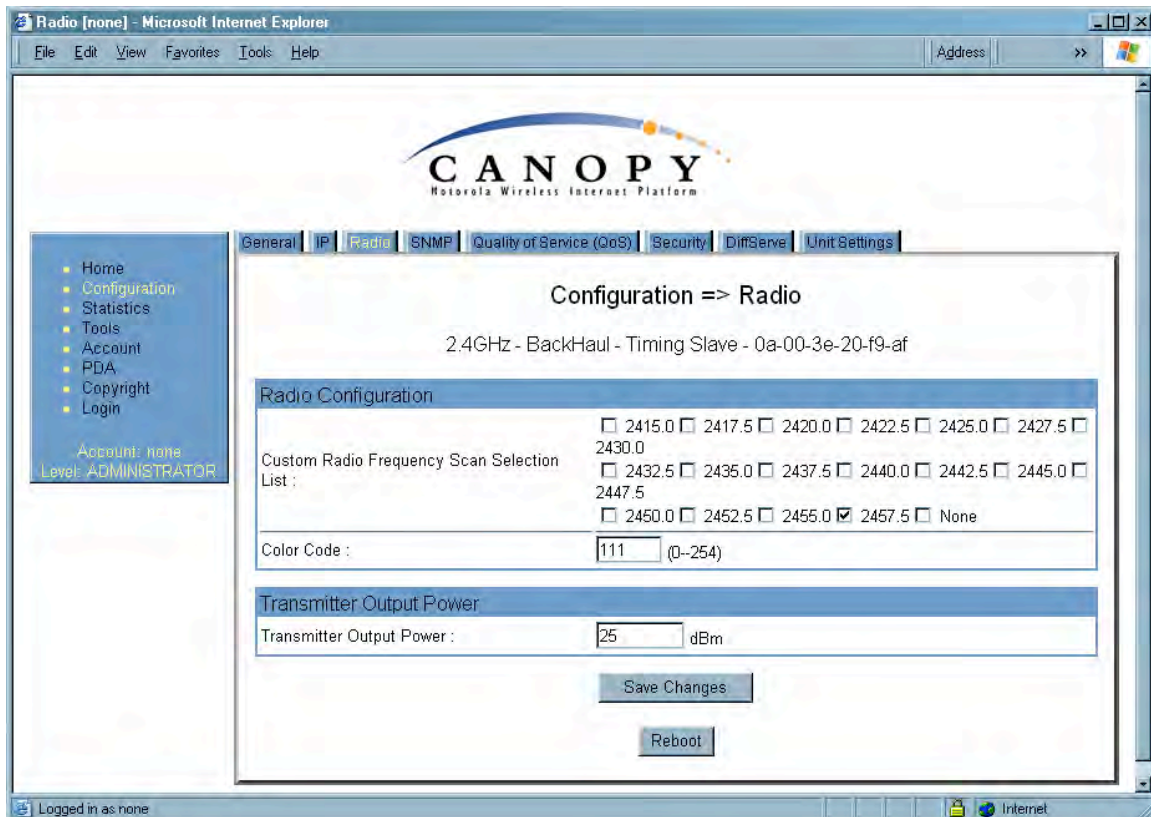 Radio [none] - Microsoft Internet Explorer
File Edit View Favorites Tools Help
Address
CANOPY
Motorola Wireless Internet Platform
General IP Radio SNMP Quality of Service (QoS) Security DiffServe Unit Settings
Home
Configuration
Statistics
Tools
Account
PDA
Copyright
Login
Account: none
Level: ADMINISTRATOR
Configuration => Radio
2.4GHz - BackHaul - Timing Slave - 0a-00-3e-20-f9-af
Radio Configuration
Custom Radio Frequency Scan Selection
List :
2415.0 2417.5 2420.0 2422.5 2425.0 2427.5
2430.0
2432.5 2435.0 2437.5 2440.0 2442.5 2445.0
2447.5
2450.0 2452.5 2455.0 2457.5 None
Color Code : 111 (0--254)
Transmitter Output Power
Transmitter Output Power : 25 dBm
Save Changes
Reboot
Logged in as none
Internet